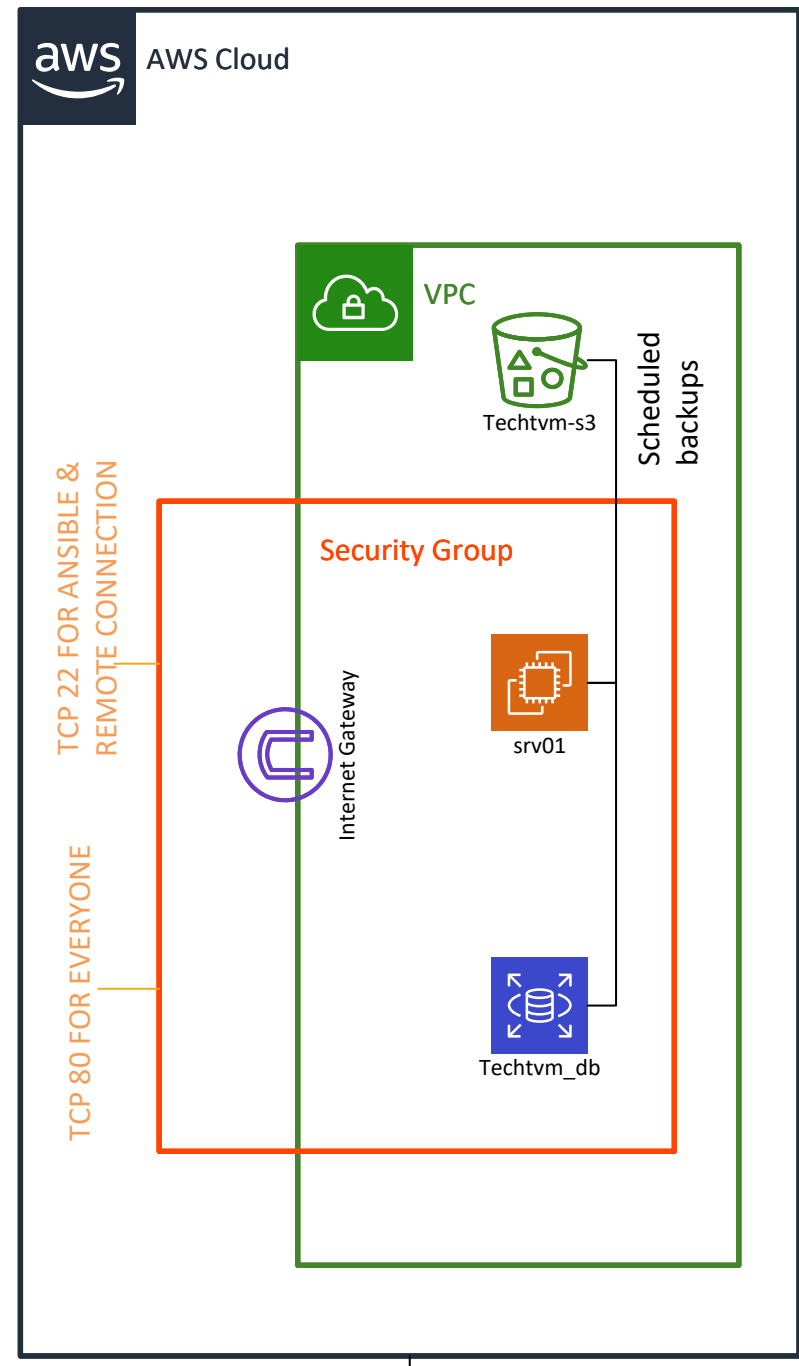 aws
AWS Cloud
VPC
Techtvm-s3
Scheduled
backups
TCP 22 FOR ANSIBLE &
REMOTE CONNECTION
Security Group
srv01
Internet Gateway
TCP 80 FOR EVERYONE
Techtvm_db